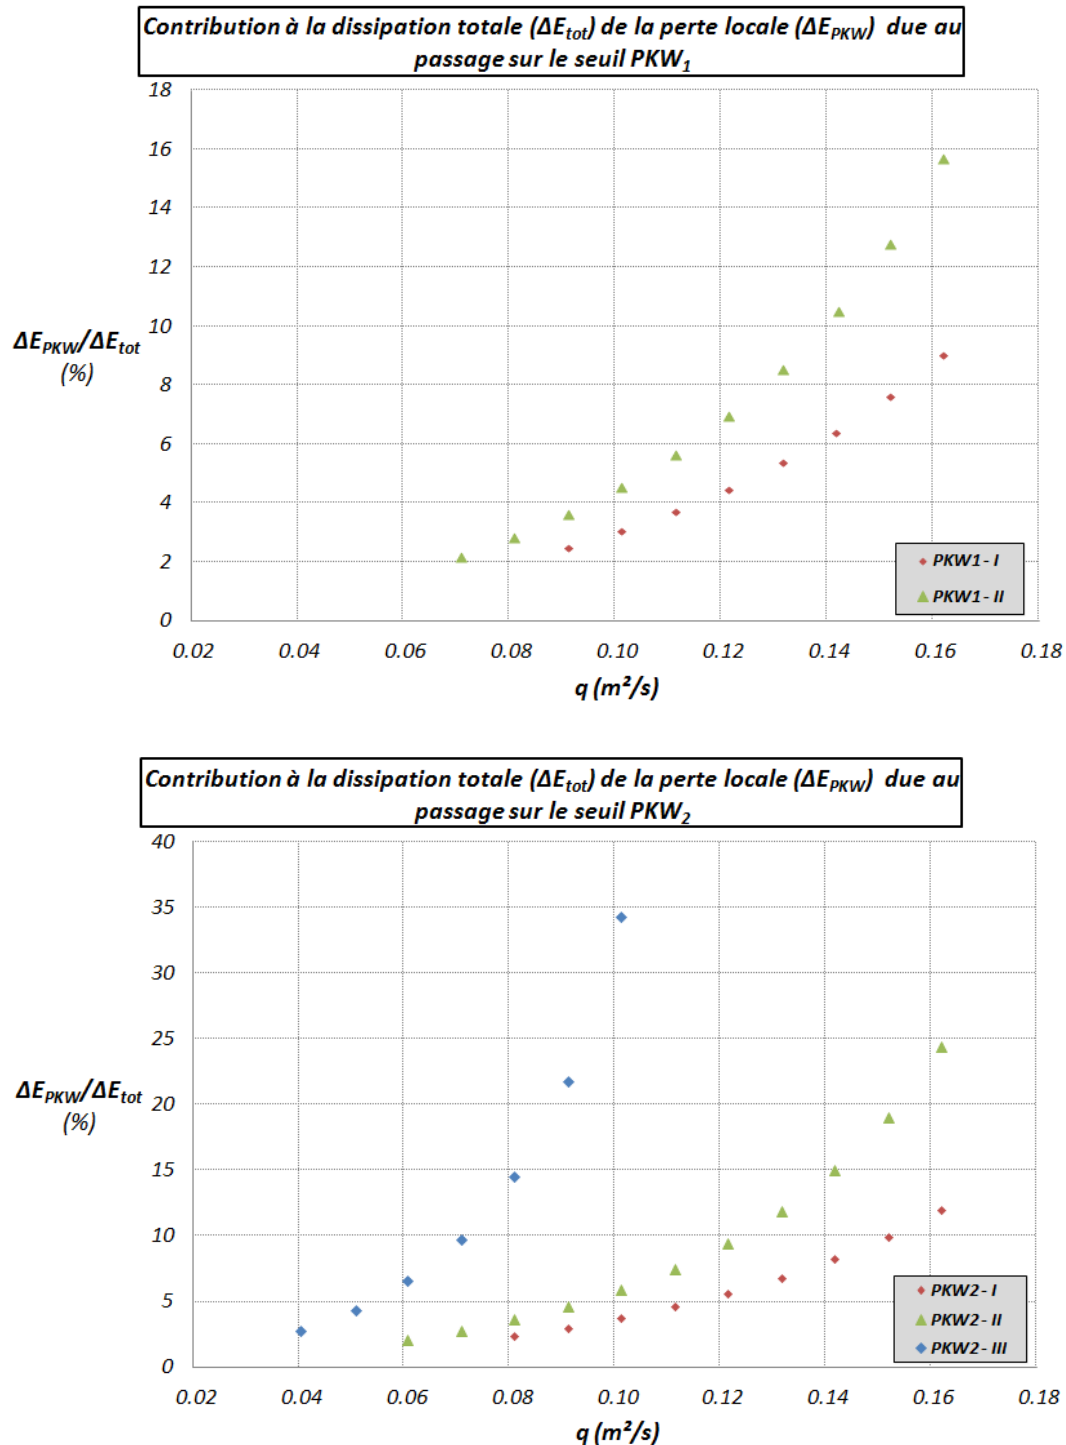 Contribution à la dissipation totale (ΔEtot) de la perte locale (ΔEPKW) due au
passage sur le seuil PKW1
18
16
14
12
10
8
6
4
2
0
ΔEPKW/ΔEtot
(%)
PKW1 - I
PKW1 - II
0.02 0.04 0.06 0.08 0.10 0.12 0.14 0.16 0.18
q (m²/s)
Contribution à la dissipation totale (ΔEtot) de la perte locale (ΔEPKW) due au
passage sur le seuil PKW2
40
35
30
25
20
15
10
5
0
ΔEPKW/ΔEtot
(%)
PKW2 - I
PKW2 - II
PKW2 - III
0.02 0.04 0.06 0.08 0.10 0.12 0.14 0.16 0.18
q (m²/s)